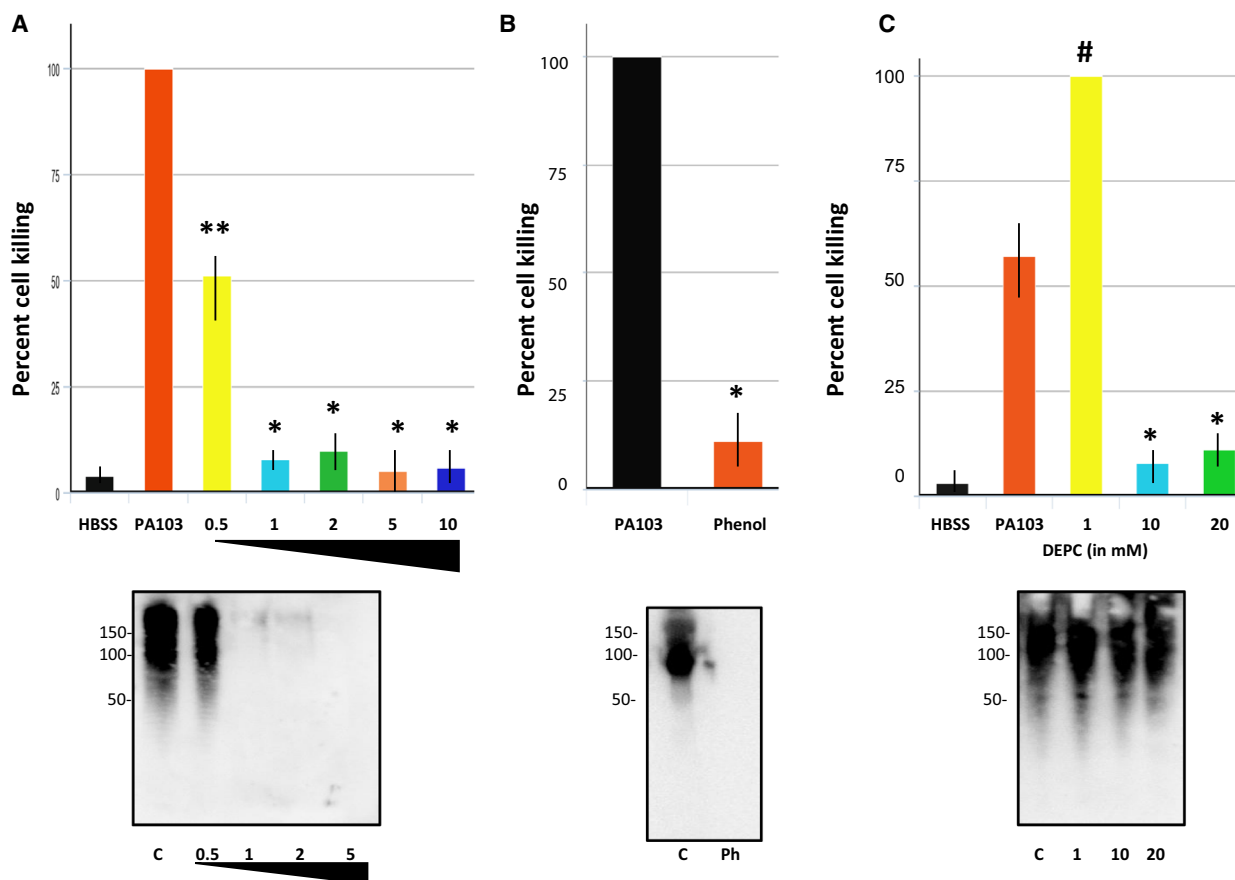 A
Percent cell killing
100
75
50
25
0
**
*
*
*
*
HBSS PA103 0.5 1 2 5 10
150-
100-
50-
C 0.5 1 2 5
B
Percent cell killing
100
75
50
25
0
*
PA103 Phenol
150-
100-
50-
C Ph
C
Percent cell killing
100
75
50
25
0
#
*
*
HBSS PA103 1 10 20
DEPC (in mM)
150-
100-
50-
C 1 10 20